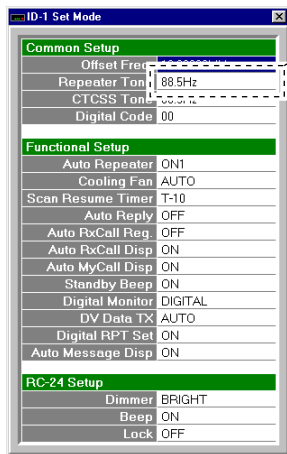 ID-1 Set Mode
Common Setup
Offset Freq
Repeater Tone 88.5Hz
CTCSS Tone 88.5Hz
Digital Code 00
Functional Setup
Auto Repeater ON1
Cooling Fan AUTO
Scan Resume Timer T-10
Auto Reply OFF
Auto RxCall Reg. OFF
Auto RxCall Disp ON
Auto MyCall Disp ON
Standby Beep ON
Digital Monitor DIGITAL
DV Data TX AUTO
Digital RPT Set ON
Auto Message Disp ON
RC-24 Setup
Dimmer BRIGHT
Beep ON
Lock OFF